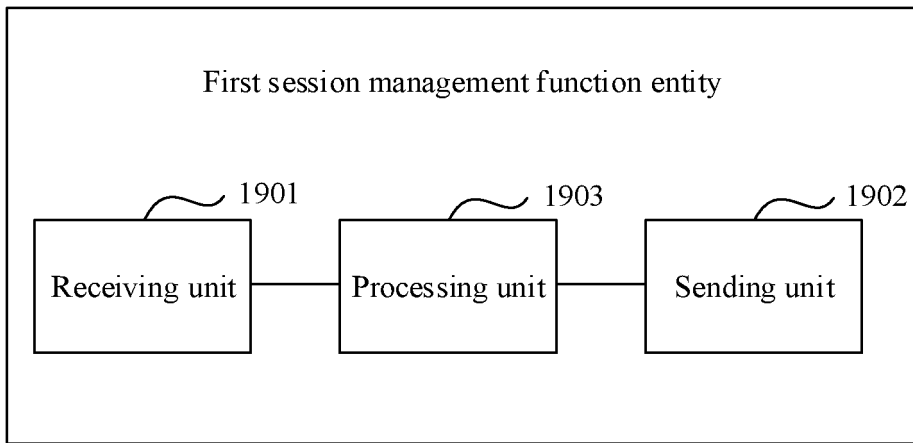 First session management function entity
1901
1903
1902
Receiving unit
Processing unit
Sending unit